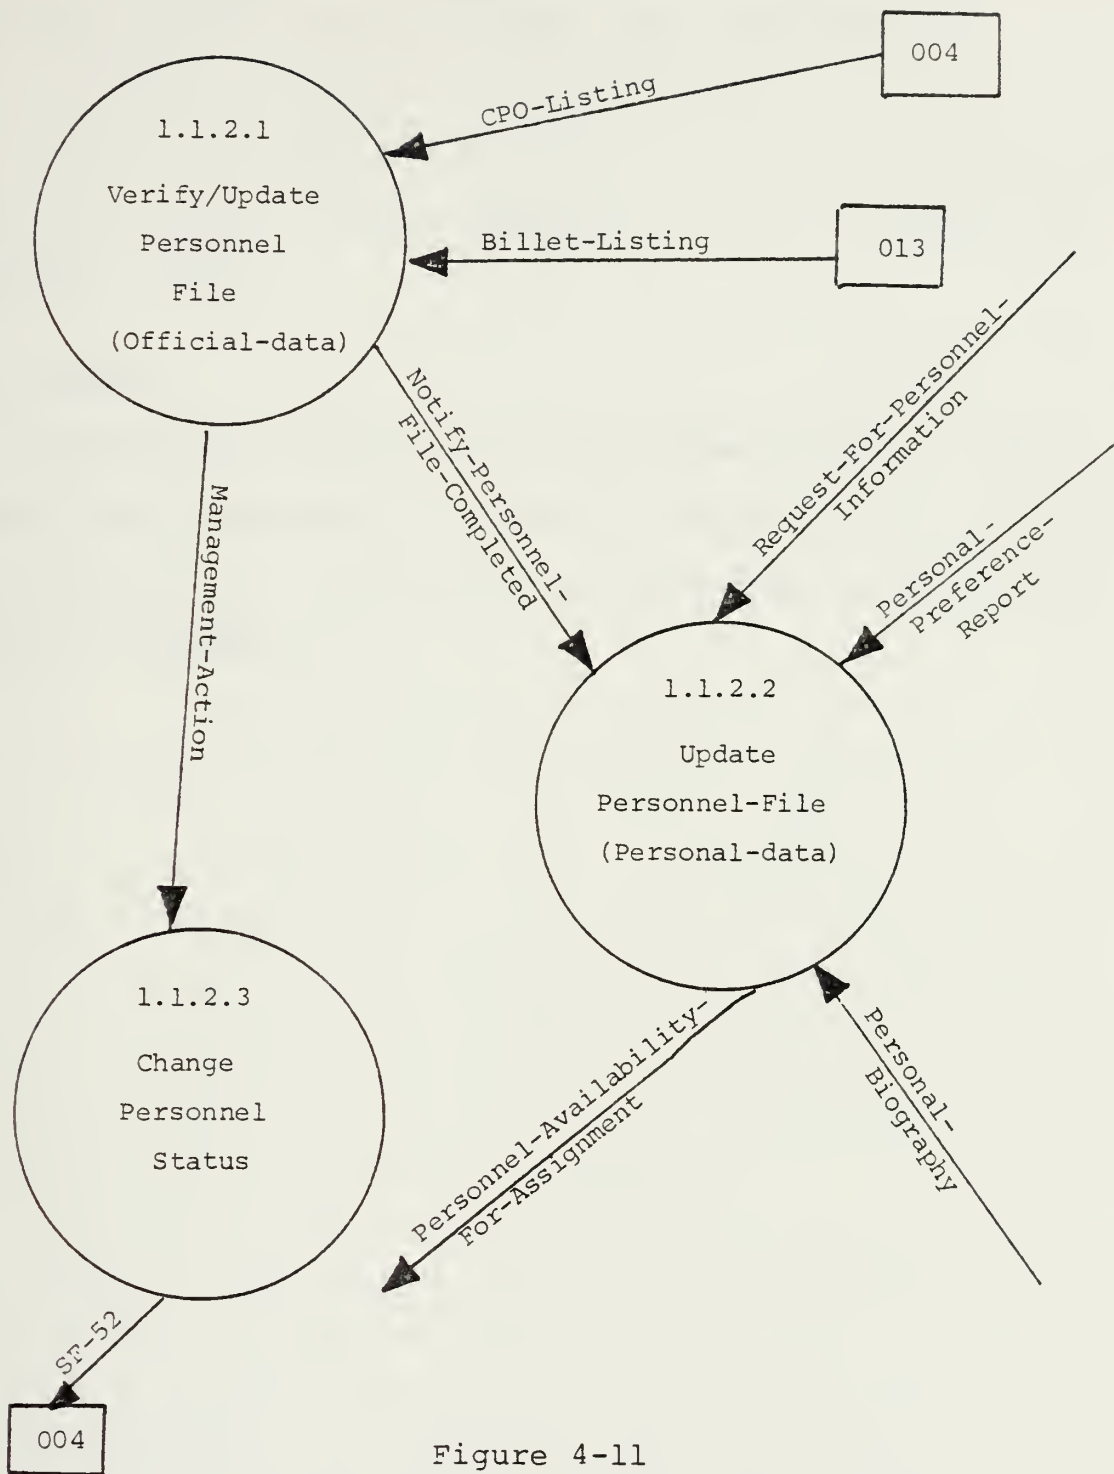 004
CPO-Listing
1.1.2.1
Verify/Update
Personnel
File
(Official-data)
Billet-Listing
013
Notify-Personnel-
File-Completed
Request-For-Personnel-
Information
Personal-
Preference-
Report
Management-Action
1.1.2.2
Update
Personnel-File
(Personal-data)
1.1.2.3
Change
Personnel
Status
Personnel-Availability-
For-Assignment
Personal-
Biography
SF-52
004
Figure 4-11